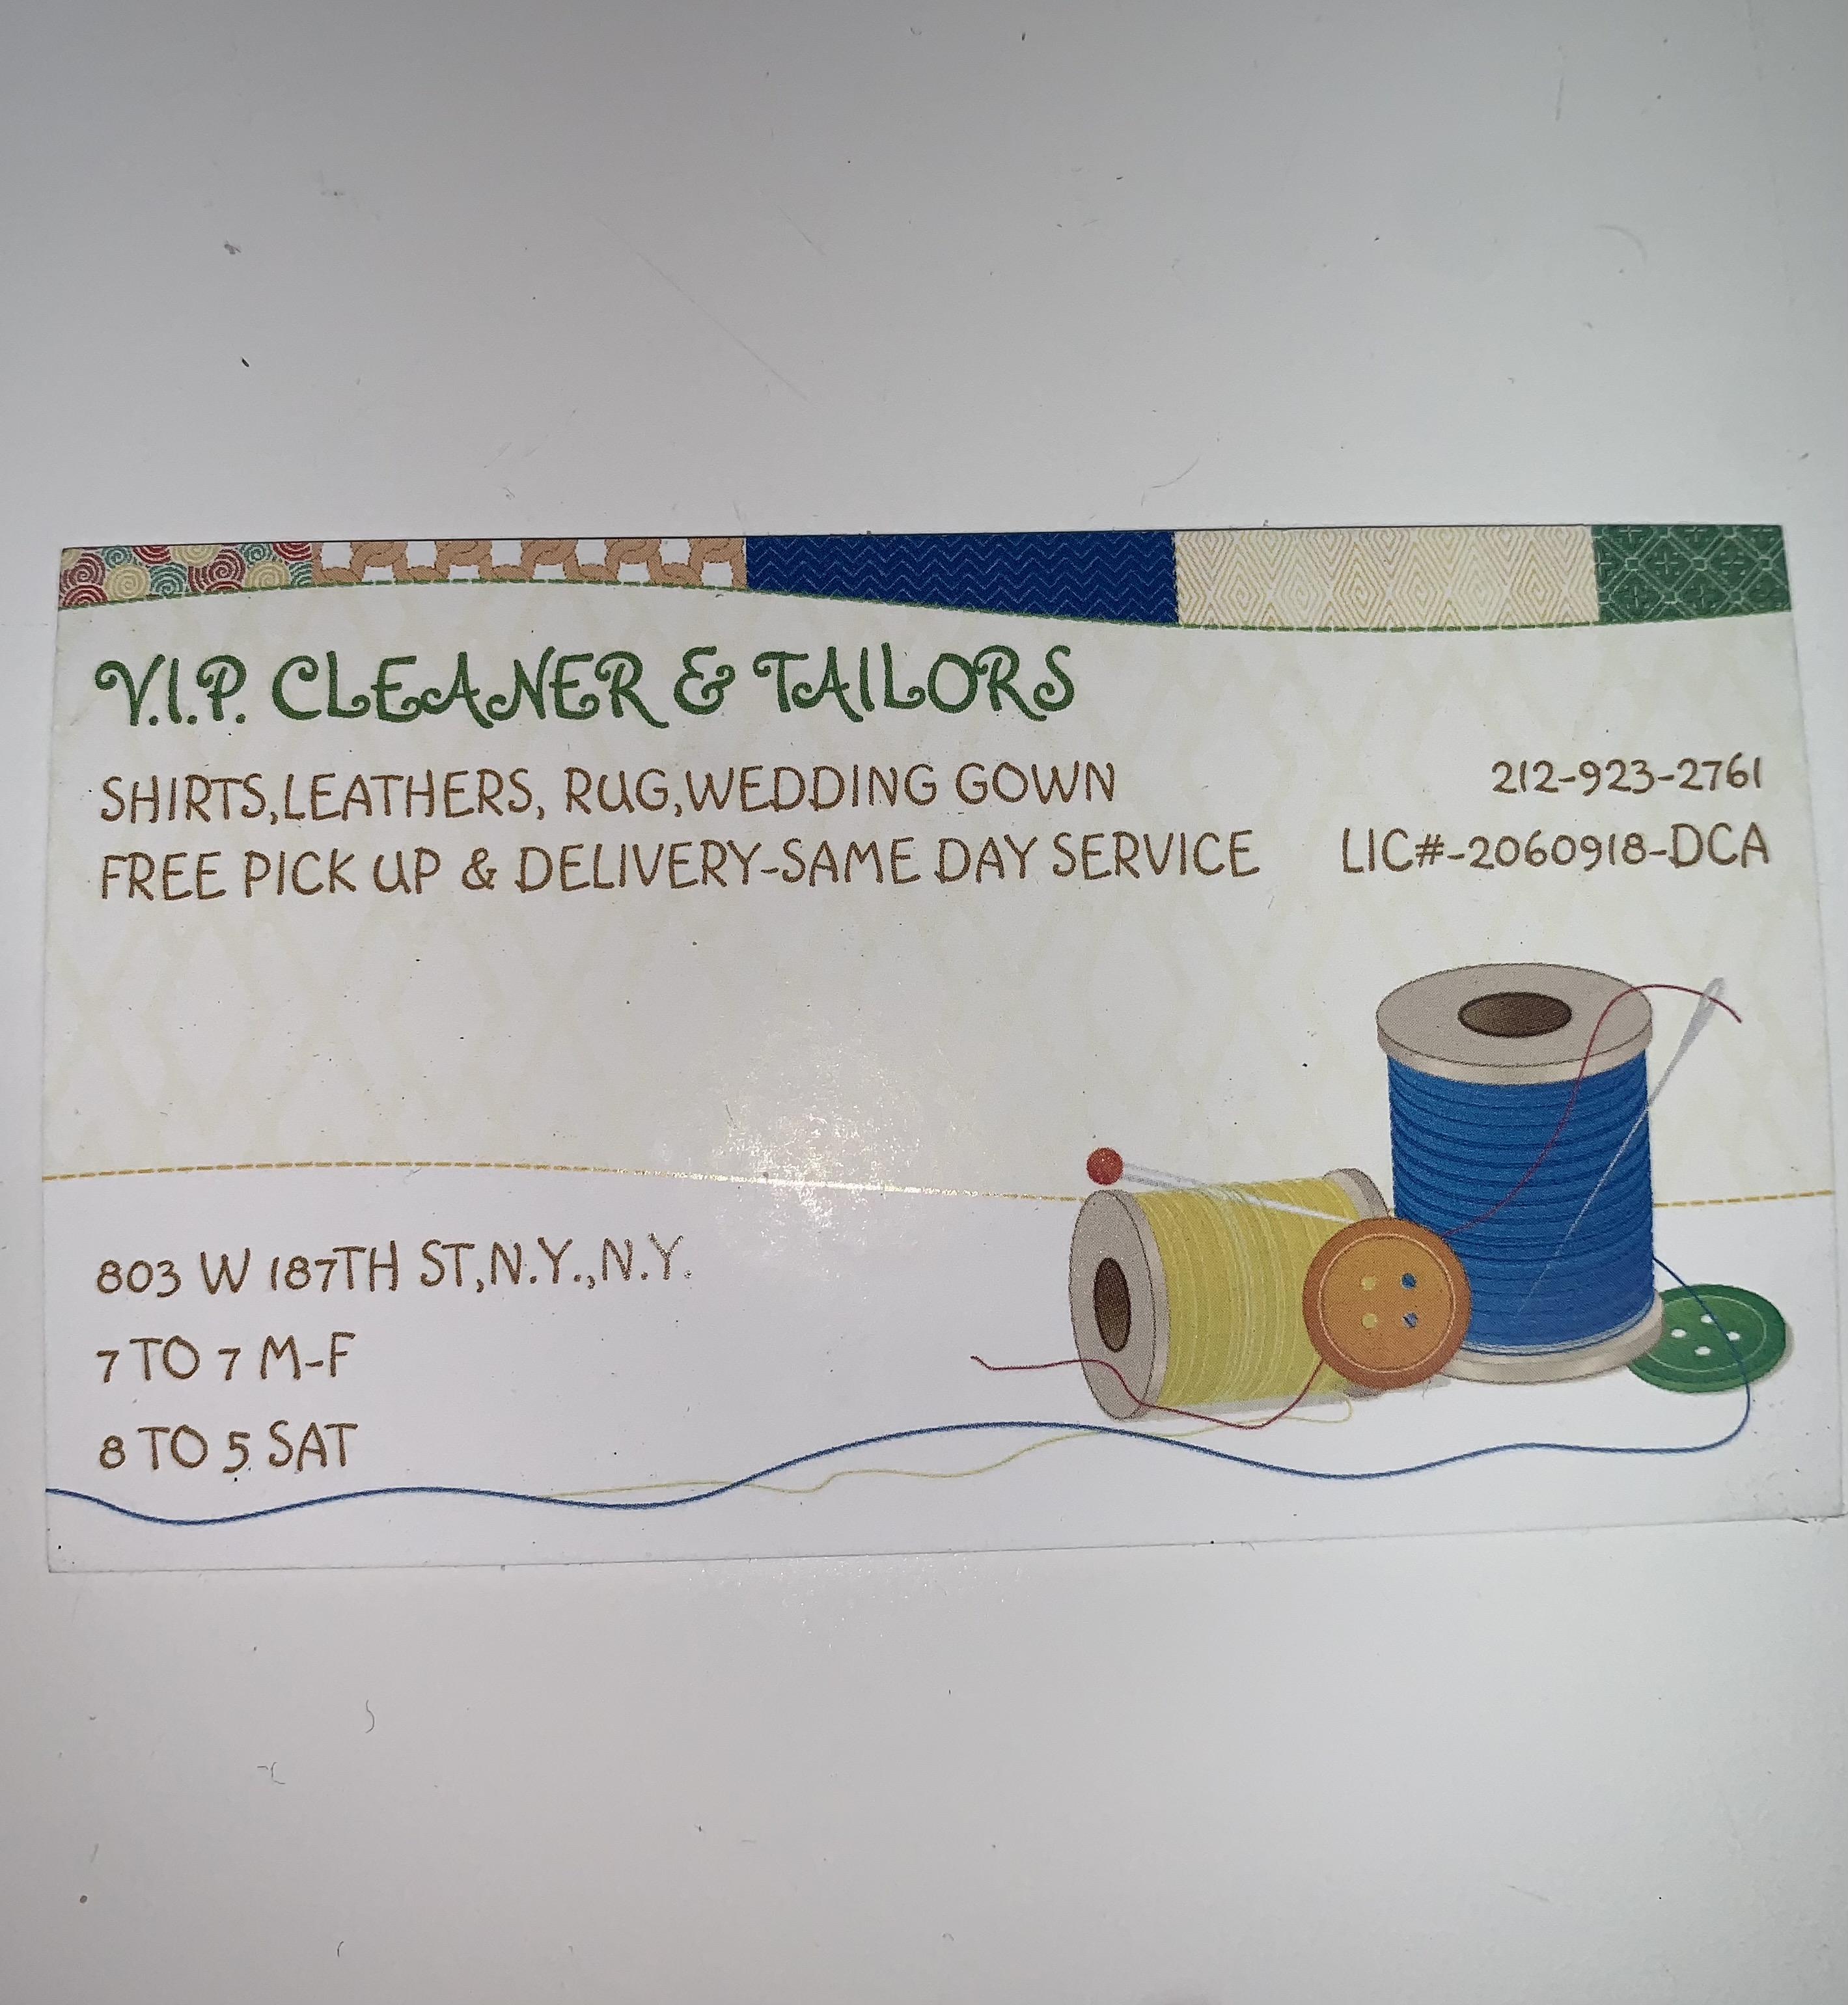 V.I.P. CLEANER & TAILORS
SHIRTS,LEATHERS, RUG,WEDDING GOWN
212-923-2761
FREE PICK UP & DELIVERY-SAME DAY SERVICE
LIC#-2060918-DCA
803 W 187TH ST,N.Y.,N.Y.
7 TO 7 M-F
8 TO 5 SAT